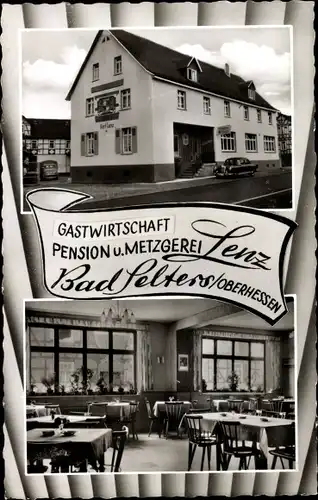 GASTWIRTSCHAFT
PENSION u. METZGEREI Lenz
Bad Selters/OBERHESSEN